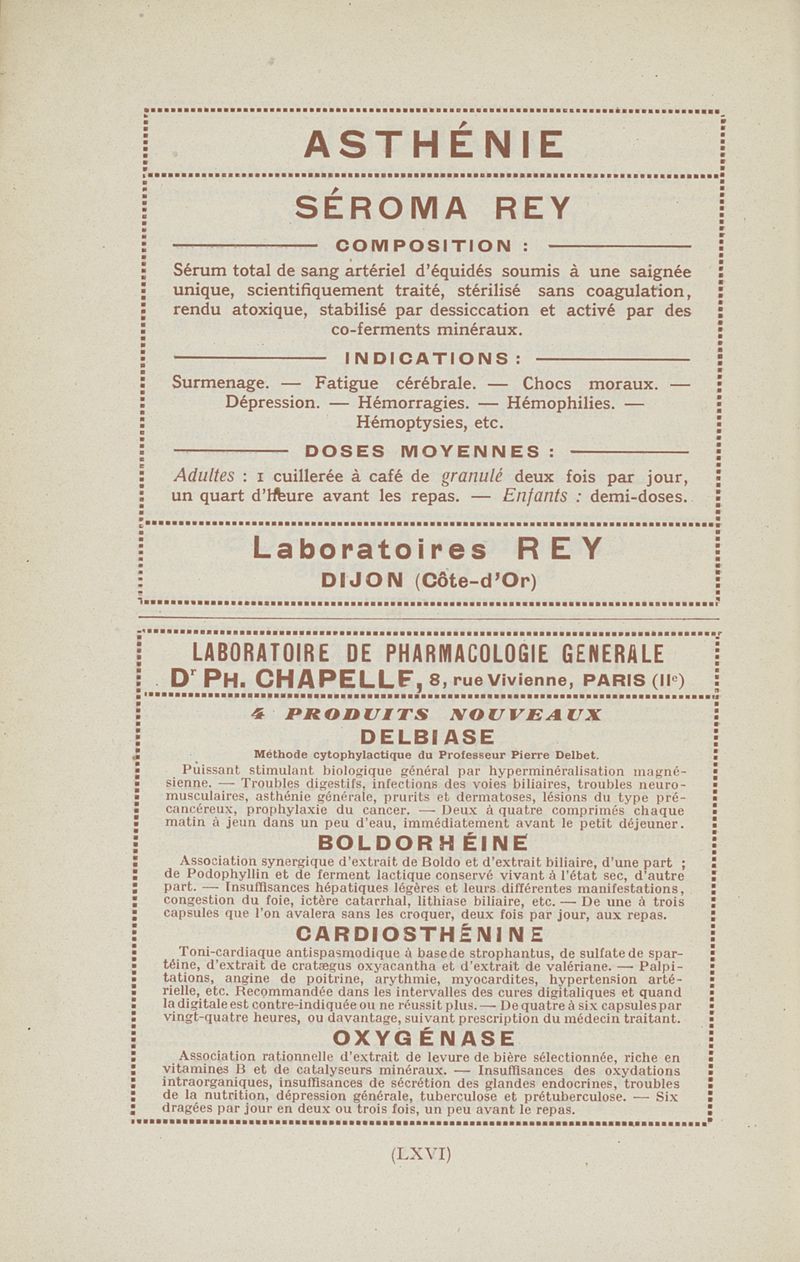 ASTHÉNIE
SÉROMA REY
COMPOSITION :
Sérum total de sang artériel d'équidés soumis à une saignée
unique, scientifiquement traité, stérilisé sans coagulation,
rendu atoxique, stabilisé par dessiccation et activé par des
co-ferments minéraux.
INDICATIONS :
Surmenage. — Fatigue cérébrale. — Chocs moraux. —
Dépression. — Hémorragies. — Hémophilies. —
Hémoptysies, etc.
DOSES MOYENNES :
Adultes : 1 cuillerée à café de granulé deux fois par jour,
un quart d'heure avant les repas. — Enfants : demi-doses.
Laboratoires REY
DIJON (Côte-d'Or)
LABORATOIRE DE PHARMACOLOGIE GENERALE
Dr PH. CHAPELLE, 8, rue Vivienne, PARIS (IIe)
4 PRODUITS NOUVEAUX
DELBIASE
Méthode cytophylactique du Professeur Pierre Delbet.
Puissant stimulant biologique général par hyperminéralisation magné-
sienne. — Troubles digestifs, infections des voies biliaires, troubles neuro-
musculaires, asthénie générale, prurits et dermatoses, lésions du type pré-
cancéreux, prophylaxie du cancer. — Deux à quatre comprimés chaque
matin à jeun dans un peu d'eau, immédiatement avant le petit déjeuner.
BOLDORHÉINE
Association synergique d'extrait de Boldo et d'extrait biliaire, d'une part ;
de Podophyllin et de ferment lactique conservé vivant à l'état sec, d'autre
part. — Insuffisances hépatiques légères et leurs différentes manifestations,
congestion du foie, ictère catarrhal, lithiase biliaire, etc. — De une à trois
capsules que l'on avalera sans les croquer, deux fois par jour, aux repas.
CARDIOSTHÉNINE
Toni-cardiaque antispasmodique à base de strophantus, de sulfate de spar-
téine, d'extrait de cratægus oxyacantha et d'extrait de valériane. — Palpi-
tations, angine de poitrine, arythmie, myocardites, hypertension arté-
rielle, etc. Recommandée dans les intervalles des cures digitaliques et quand
la digitale est contre-indiquée ou ne réussit plus. — De quatre à six capsules par
vingt-quatre heures, ou davantage, suivant prescription du médecin traitant.
OXYGÉNASE
Association rationnelle d'extrait de levure de bière sélectionnée, riche en
vitamines B et de catalyseurs minéraux. — Insuffisances des oxydations
intraorganiques, insuffisances de sécrétion des glandes endocrines, troubles
de la nutrition, dépression générale, tuberculose et prétuberculose. — Six
dragées par jour en deux ou trois fois, un peu avant le repas.
(LXVI)